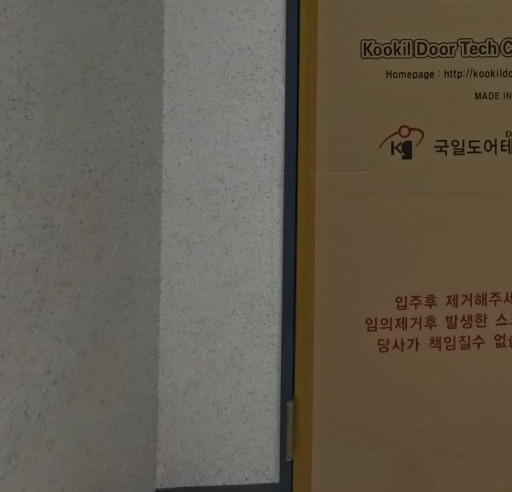 Kookil Door Tech C
Homepage : http://kookildo
MADE IN
Kg 국일도어테
입주후 제거해주세
임의제거후 발생한 스
당사가 책임질수 없